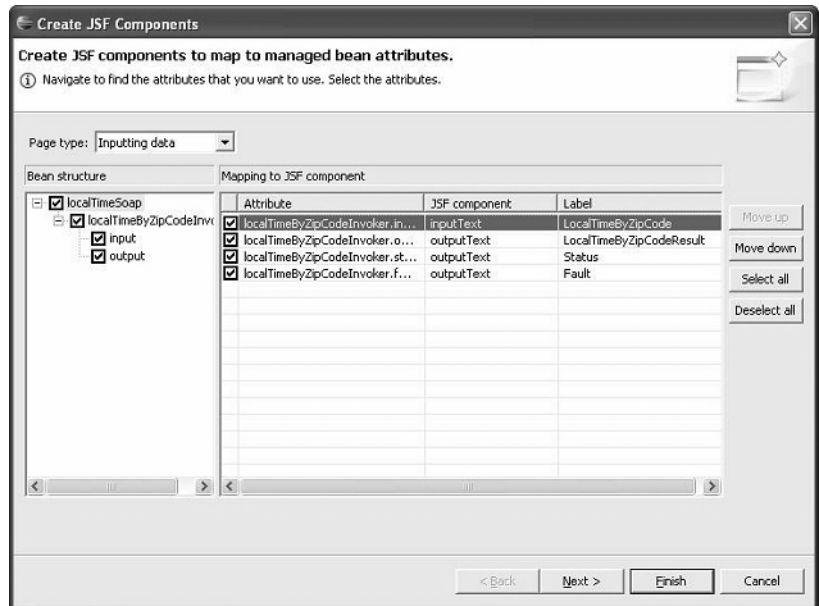 Create JSF Components
Create JSF components to map to managed bean attributes.
Navigate to find the attributes that you want to use. Select the attributes.
Page type: Inputting data
Bean structure
Mapping to JSF component
localTimeSoap
localTimeByZipCodeInv
input
output
Attribute JSF component Label
localTimeByZipCodeInvoker.in... inputText LocalTimeByZipCode
localTimeByZipCodeInvoker.o... outputText LocalTimeByZipCodeResult
localTimeByZipCodeInvoker.st... outputText Status
localTimeByZipCodeInvoker.f... outputText Fault
Move up
Move down
Select all
Deselect all
< Back Next > Finish Cancel